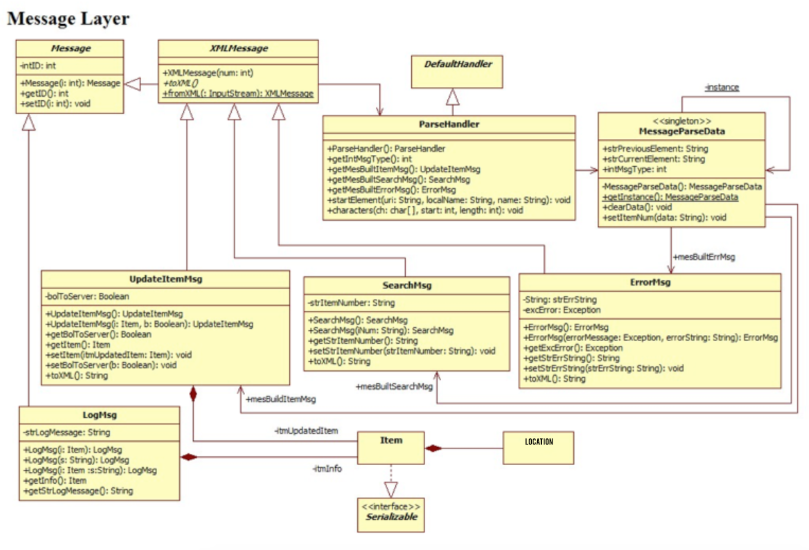 Message Layer
Message
-intID: int
+Message(i: int): Message
+getID(): int
+setID(i: int): void
XMLMessage
+XMLMessage(num: int)
+toXML()
+fromXML(: InputStream): XMLMessage
DefaultHandler
ParseHandler
+ParseHandler(): ParseHandler
+getIntMsgType(): int
+getMesBuiltItemMsg(): UpdateItemMsg
+getMesBuiltSearchMsg(): SearchMsg
+getMesBuiltErrorMsg(): ErrorMsg
+startElement(uri: String, localName: String, name: String): void
+characters(ch: char[], start: int, length: int): void
-instance
<<singleton>>
MessageParseData
+strPreviousElement: String
+strCurrentElement: String
+intMsgType: int
-MessageParseData(): MessageParseData
+getInstance(): MessageParseData
+clearData(): void
+setItemNum(data: String): void
+mesBuiltErrMsg
UpdateItemMsg
-bolToServer: Boolean
+UpdateItemMsg(): UpdateItemMsg
+UpdateItemMsg(i: Item, b: Boolean): UpdateItemMsg
+getBolToServer(): Boolean
+getItem(): Item
+setItem(itmUpdatedItem: Item): void
+setBolToServer(b: Boolean): void
+toXML(): String
SearchMsg
-strItemNumber: String
+SearchMsg(): SearchMsg
+SearchMsg(iNum: String): SearchMsg
+getStrItemNumber(): String
+setStrItemNumber(strItemNumber: String): void
+toXML(): String
ErrorMsg
-String: strErrString
-excError: Exception
+ErrorMsg(): ErrorMsg
+ErrorMsg(errorMessage: Exception, errorString: String): ErrorMsg
+getExcError(): Exception
+getStrErrString(): String
+setStrErrString(strErrString: String): void
+toXML(): String
+mesBuiltSearchMsg
+mesBuildItemMsg
LogMsg
-strLogMessage: String
+LogMsg(i: Item): LogMsg
+LogMsg(s: String): LogMsg
+LogMsg(i: Item :s:String): LogMsg
+getInfo(): Item
+getStrLogMessage(): String
-itmUpdatedItem
-itmInfo
Item
LOCATION
<<interface>>
Serializable